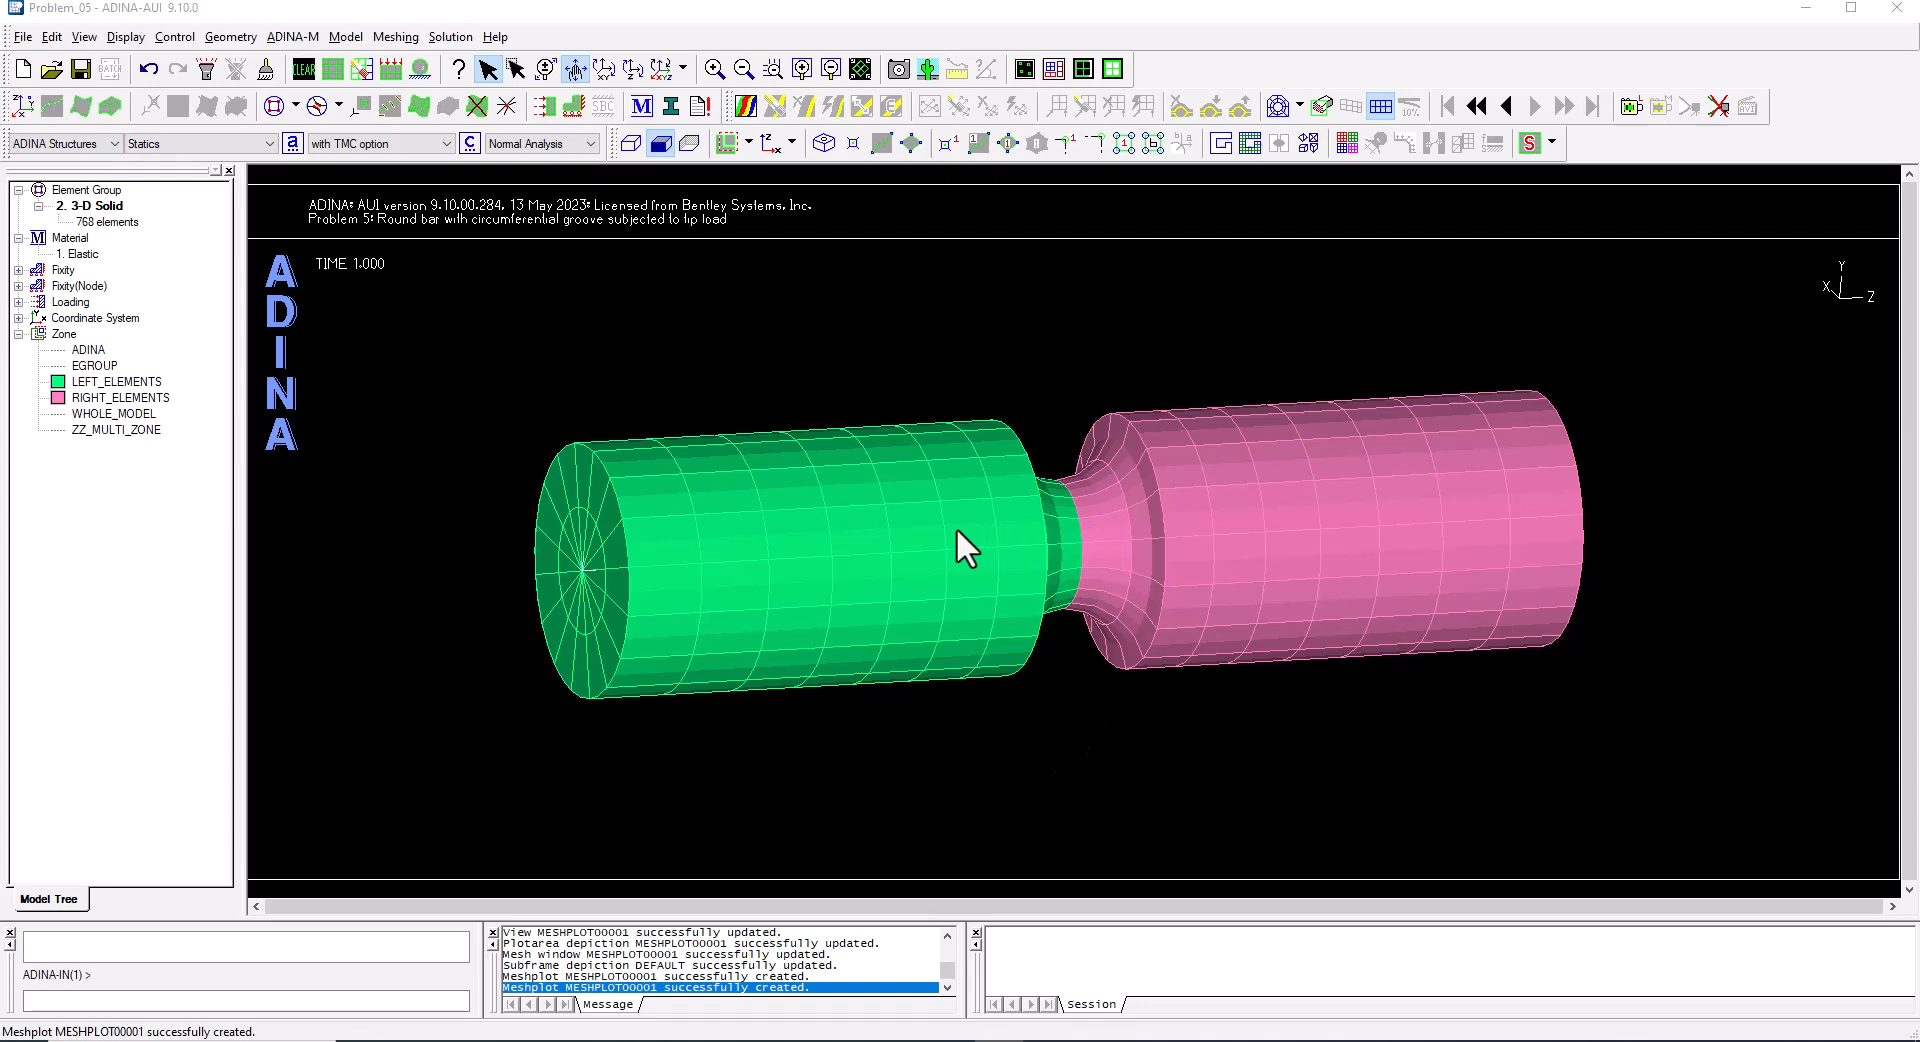 Problem_05 - ADINA-AUI 9.10.0
File Edit View Display Control Geometry ADINA-M Model Meshing Solution Help
BATCH CLEAR
M SBC 10% AVI
ADINA Structures Statics a with TMC option C Normal Analysis S
Element Group
2. 3-D Solid
768 elements
M Material
1. Elastic
Fixity
Fixity(Node)
Loading
Coordinate System
Zone
ADINA
EGROUP
LEFT_ELEMENTS
RIGHT_ELEMENTS
WHOLE_MODEL
ZZ_MULTI_ZONE
Model Tree
ADINA: AUI version 9.10.00.284, 13 May 2023: Licensed from Bentley Systems, Inc.
Problem 5: Round bar with circumferential groove subjected to tip load
A
D
I
N
A
TIME 1.000
Y
X
Z
ADINA-IN(1) >
View MESHPLOT00001 successfully updated.
Plotarea depiction MESHPLOT00001 successfully updated.
Mesh window MESHPLOT00001 successfully updated.
Subframe depiction DEFAULT successfully updated.
Meshplot MESHPLOT00001 successfully created.
Meshplot MESHPLOT00001 successfully created.
Message
Session
Meshplot MESHPLOT00001 successfully created.